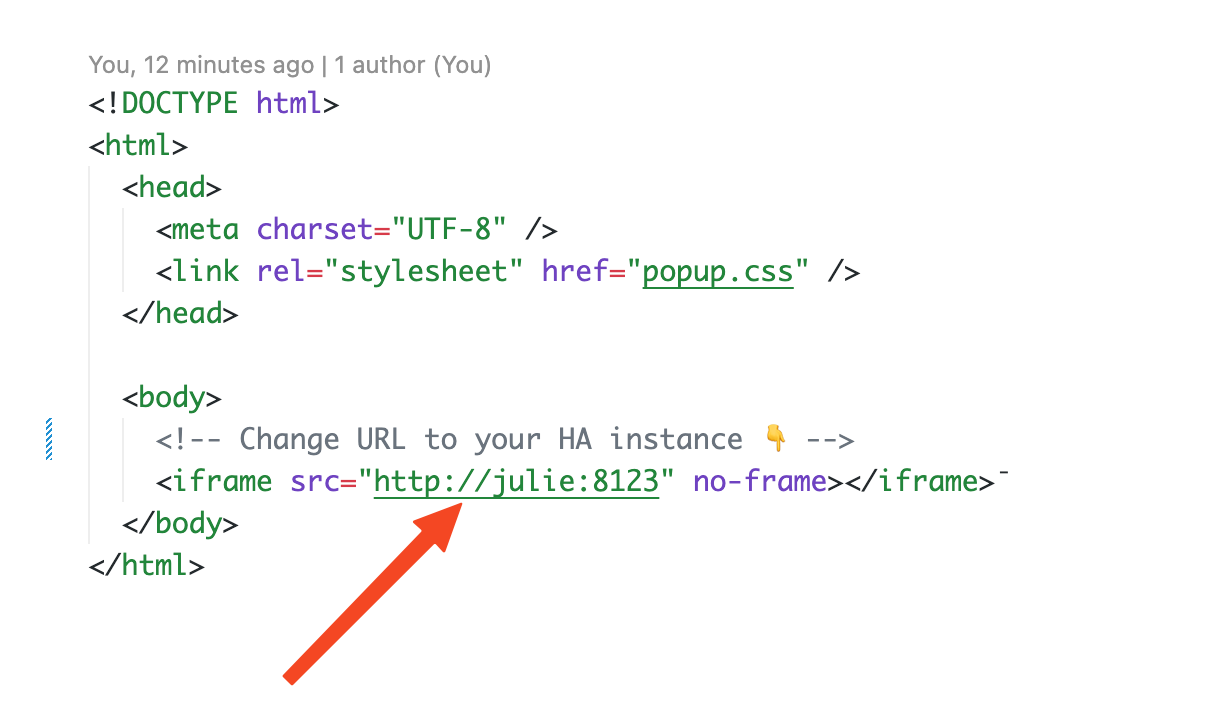 You, 12 minutes ago | 1 author (You)
<!DOCTYPE html>
<html>
<head>
<meta charset="UTF-8" />
<link rel="stylesheet" href="popup.css" />
</head>
<body>
<!-- Change URL to your HA instance 👇 -->
<iframe src="http://julie:8123" no-frame></iframe>
</body>
</html>